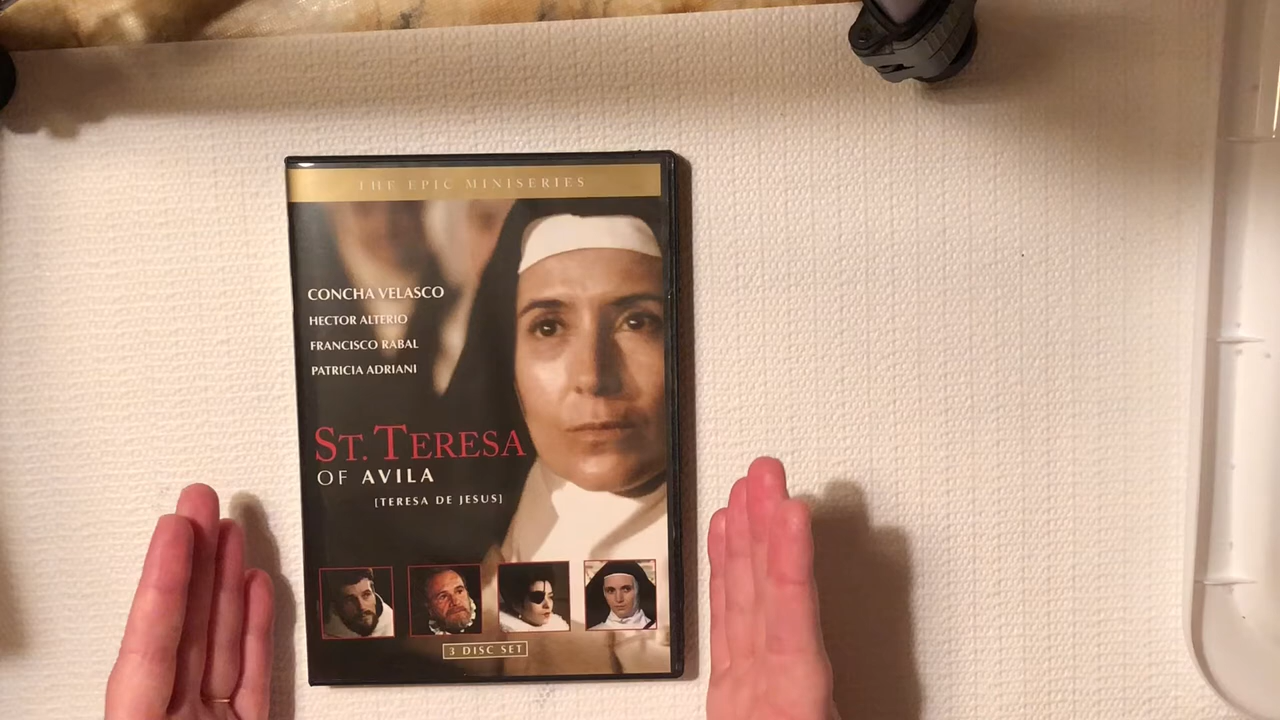 THE EPIC MINISERIES
CONCHA VELASCO
HECTOR ALTERIO
FRANCISCO RABAL
PATRICIA ADRIANI
ST. TERESA
OF AVILA
[TERESA DE JESUS]
3 DISC SET